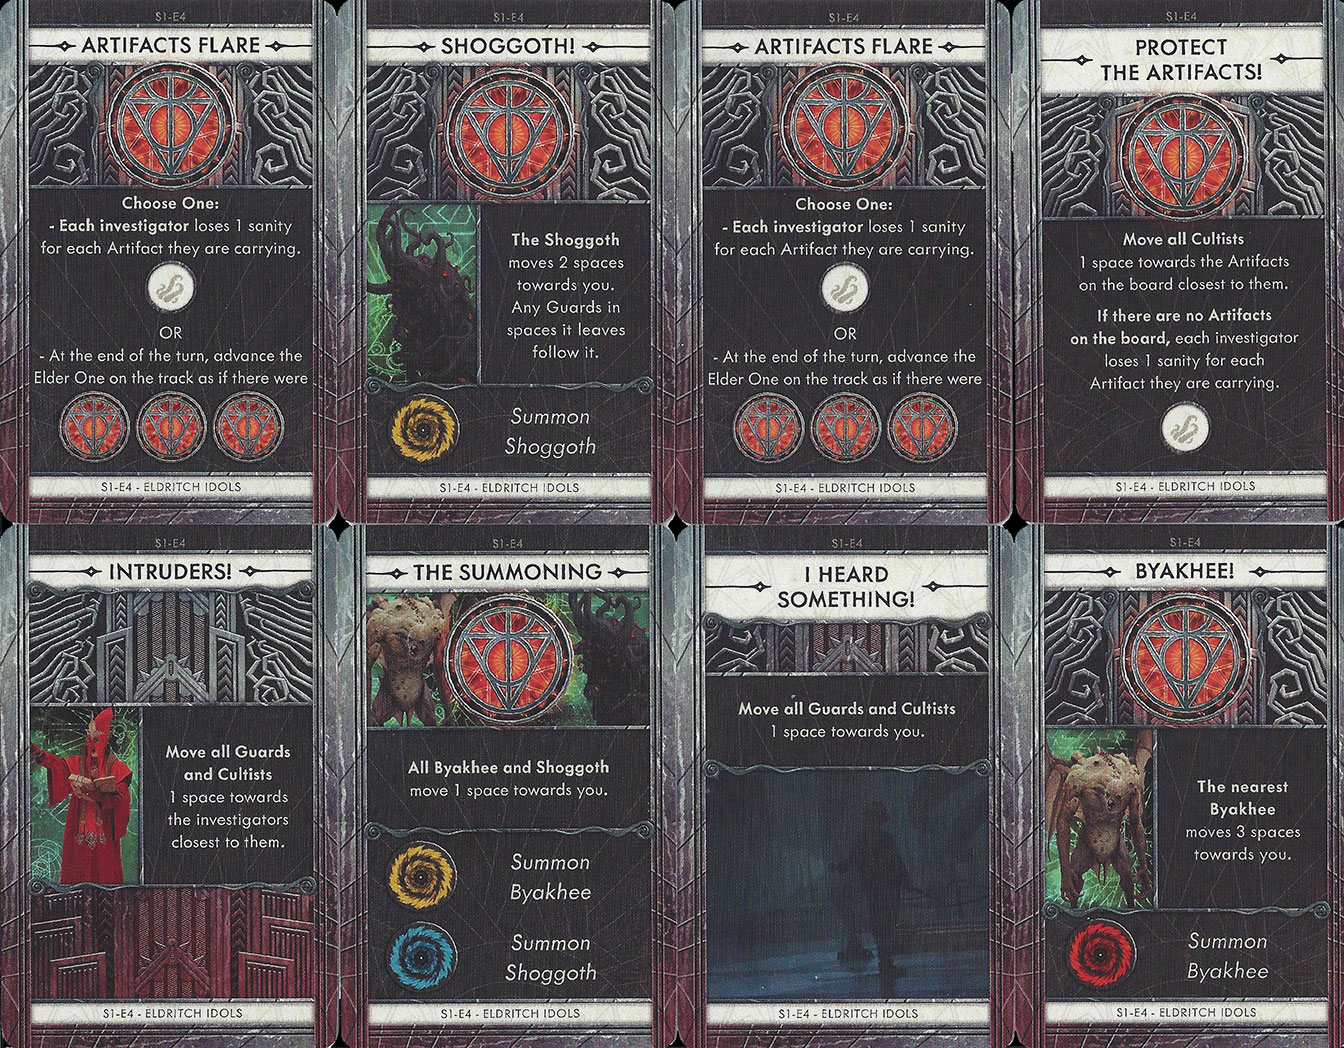 S1-E4
ARTIFACTS FLARE
Choose One:
- Each investigator loses 1 sanity
for each Artifact they are carrying.
OR
- At the end of the turn, advance the
Elder One on the track as if there were
S1-E4 - ELDRITCH IDOLS
S1-E4
SHOGGOTH!
The Shoggoth
moves 2 spaces
towards you.
Any Guards in
spaces it leaves
follow it.
Summon
Shoggoth
S1-E4 - ELDRITCH IDOLS
S1-E4
ARTIFACTS FLARE
Choose One:
- Each investigator loses 1 sanity
for each Artifact they are carrying.
OR
- At the end of the turn, advance the
Elder One on the track as if there were
S1-E4 - ELDRITCH IDOLS
S1-E4
PROTECT
THE ARTIFACTS!
Move all Cultists
1 space towards the Artifacts
on the board closest to them.
If there are no Artifacts
on the board, each investigator
loses 1 sanity for each
Artifact they are carrying.
S1-E4 - ELDRITCH IDOLS
S1-E4
INTRUDERS!
Move all Guards
and Cultists
1 space towards
the investigators
closest to them.
S1-E4 - ELDRITCH IDOLS
S1-E4
THE SUMMONING
All Byakhee and Shoggoth
move 1 space towards you.
Summon
Byakhee
Summon
Shoggoth
S1-E4 - ELDRITCH IDOLS
S1-E4
I HEARD
SOMETHING!
Move all Guards and Cultists
1 space towards you.
S1-E4 - ELDRITCH IDOLS
S1-E4
BYAKHEE!
The nearest
Byakhee
moves 3 spaces
towards you.
Summon
Byakhee
S1-E4 - ELDRITCH IDOLS